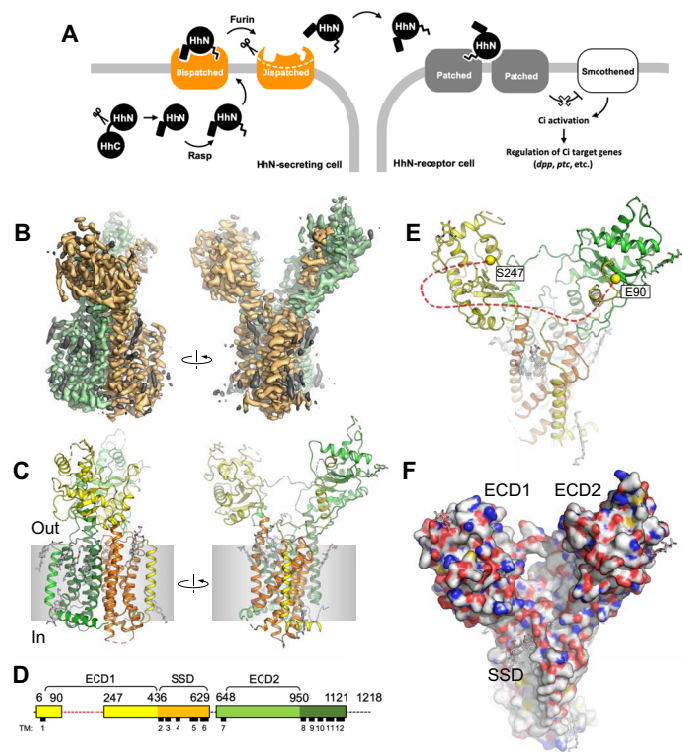 A
Furin
HhN
HhN
HhN
HhN
Dispatched
Dispatched
Patched
Patched
Smoothened
HhN
HhN
HhN
HhC
Rasp
HhN-secreting cell
HhN-receptor cell
Ci activation
Regulation of Ci target genes
(dpp, ptc, etc.)
B
E
S247
E90
C
Out
In
F
ECD1
ECD2
SSD
D
ECD1 SSD ECD2
6 90 247 436 629 648 950 1121 1218
TM: 1 2 3 4 5 6 7 8 9 10 11 12